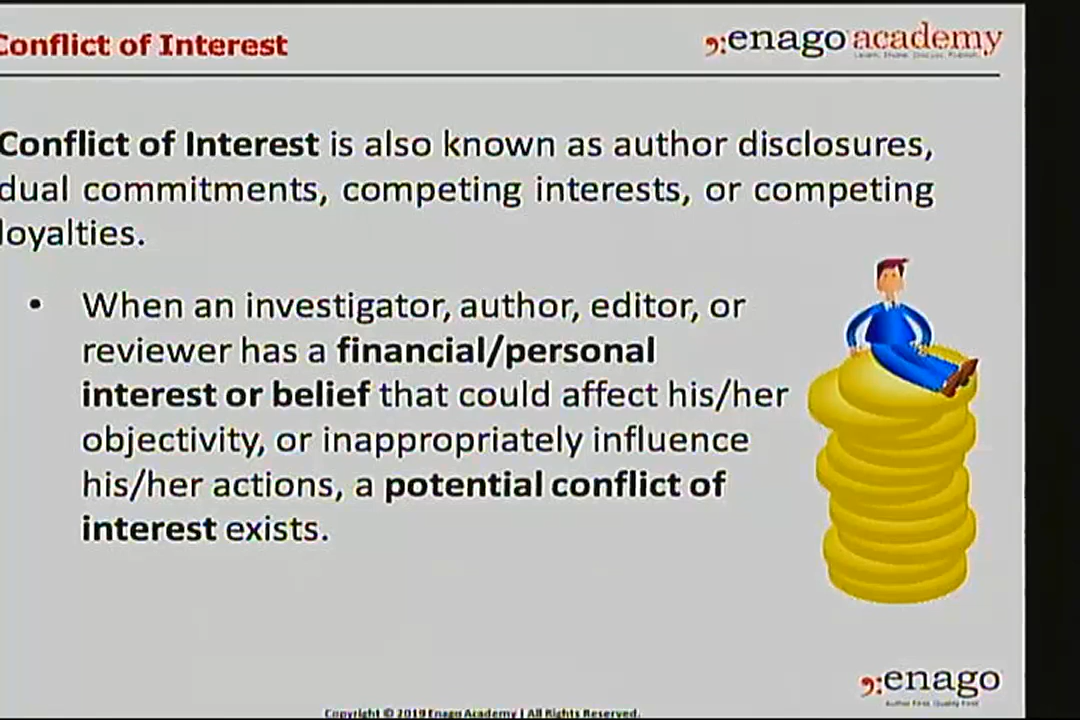 Conflict of Interest
enago academy
Learn. Share. Discuss. Publish.
Conflict of Interest is also known as author disclosures,
dual commitments, competing interests, or competing
loyalties.
• When an investigator, author, editor, or
reviewer has a financial/personal
interest or belief that could affect his/her
objectivity, or inappropriately influence
his/her actions, a potential conflict of
interest exists.
enago
Author First, Quality First
Copyright © 2019 Enago Academy | All Rights Reserved.